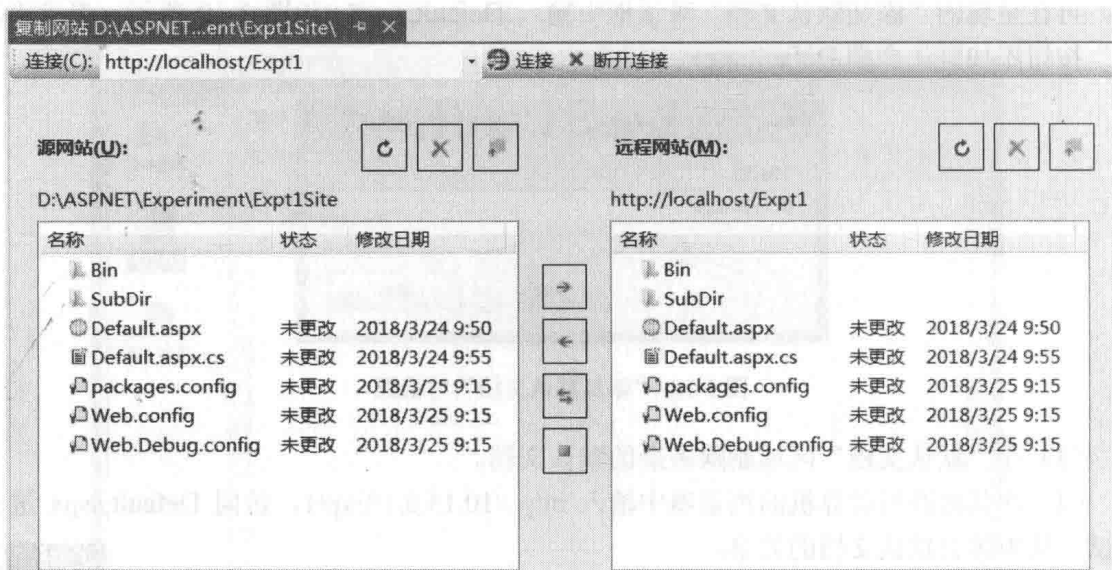 复制网站 D:\ASPNET...ent\Expt1Site\
连接(C): http://localhost/Expt1 连接 断开连接
源网站(U): 远程网站(M):
D:\ASPNET\Experiment\Expt1Site http://localhost/Expt1
名称 状态 修改日期 名称 状态 修改日期
Bin Bin
SubDir SubDir
Default.aspx 未更改 2018/3/24 9:50 Default.aspx 未更改 2018/3/24 9:50
Default.aspx.cs 未更改 2018/3/24 9:55 Default.aspx.cs 未更改 2018/3/24 9:55
packages.config 未更改 2018/3/25 9:15 packages.config 未更改 2018/3/25 9:15
Web.config 未更改 2018/3/25 9:15 Web.config 未更改 2018/3/25 9:15
Web.Debug.config 未更改 2018/3/25 9:15 Web.Debug.config 未更改 2018/3/25 9:15